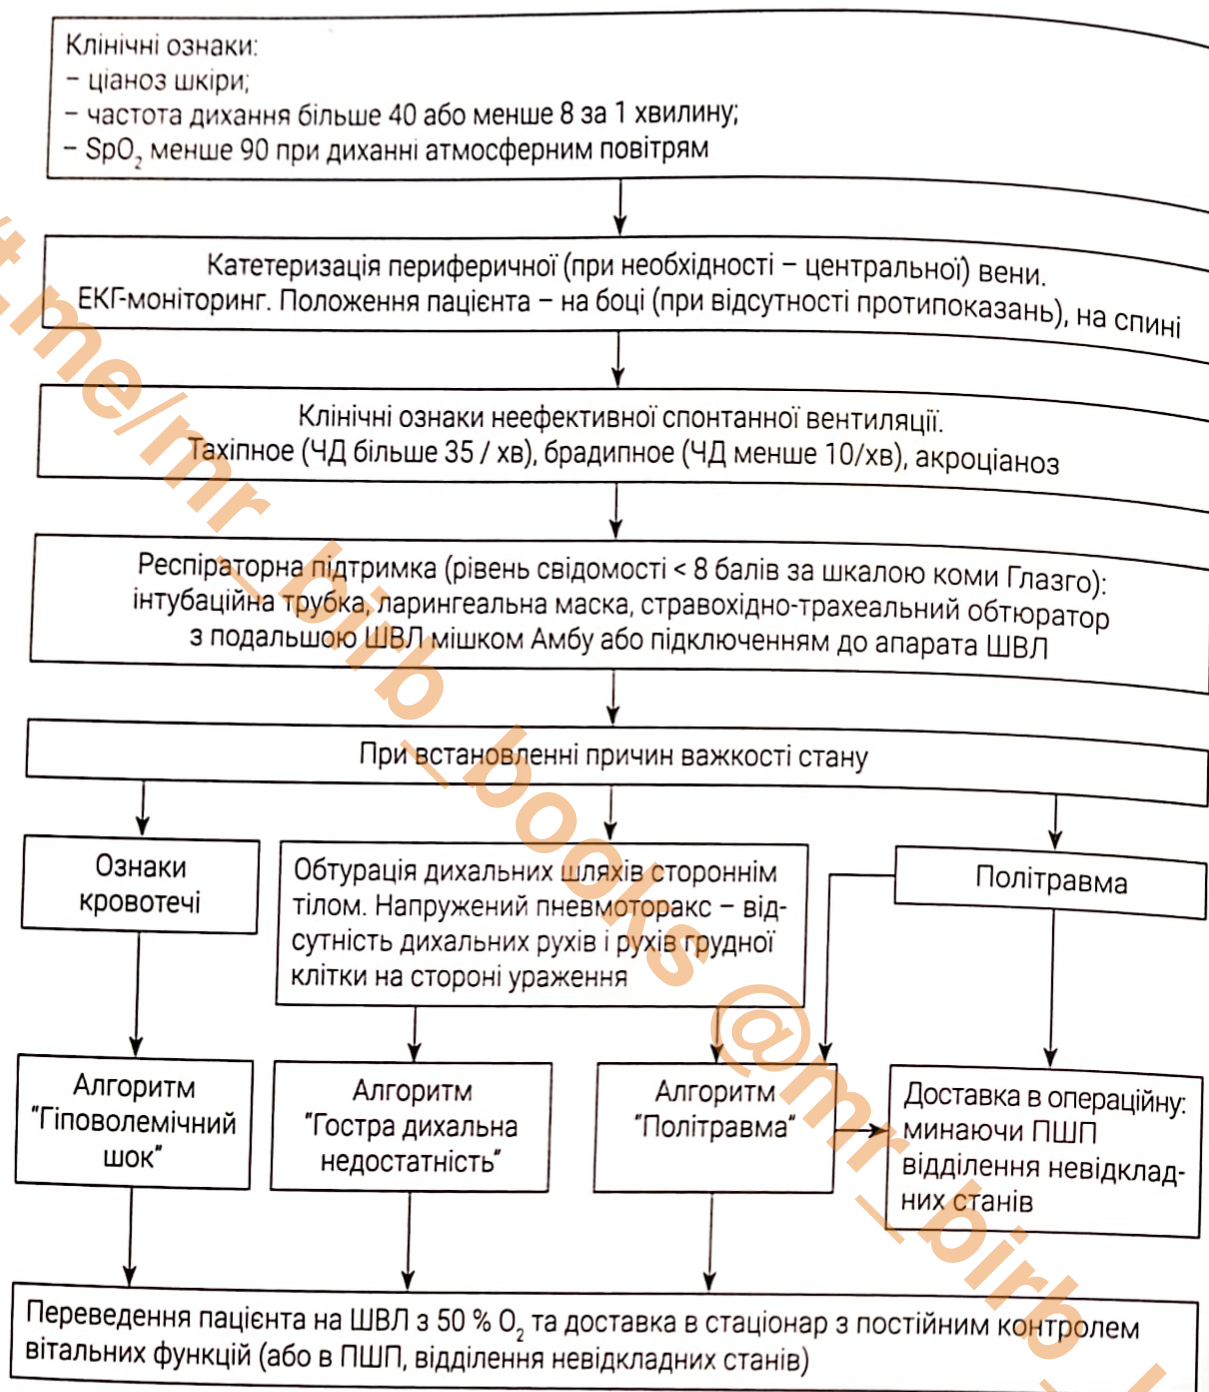 Клінічні ознаки:
– ціаноз шкіри;
– частота дихання більше 40 або менше 8 за 1 хвилину;
– SpO₂ менше 90 при диханні атмосферним повітрям
Катетеризація периферичної (при необхідності – центральної) вени.
ЕКГ-моніторинг. Положення пацієнта – на боці (при відсутності протипоказань), на спині
Клінічні ознаки неефективної спонтанної вентиляції.
Тахіпное (ЧД більше 35 / хв), брадипное (ЧД менше 10/хв), акроціаноз
Респіраторна підтримка (рівень свідомості < 8 балів за шкалою коми Глазго):
інтубаційна трубка, ларингеальна маска, стравохідно-трахеальний обтюратор
з подальшою ШВЛ мішком Амбу або підключенням до апарата ШВЛ
При встановленні причин важкості стану
Ознаки
кровотечі
Обтурація дихальних шляхів стороннім
тілом. Напружений пневмоторакс – від-
сутність дихальних рухів і рухів грудної
клітки на стороні ураження
Політравма
Алгоритм
"Гіповолемічний
шок"
Алгоритм
"Гостра дихальна
недостатність"
Алгоритм
"Політравма"
Доставка в операційну:
минаючи ПШП
відділення невідклад-
них станів
Переведення пацієнта на ШВЛ з 50 % O₂ та доставка в стаціонар з постійним контролем
вітальних функцій (або в ПШП, відділення невідкладних станів)
t.me/mr_birb_books @mr_birb_